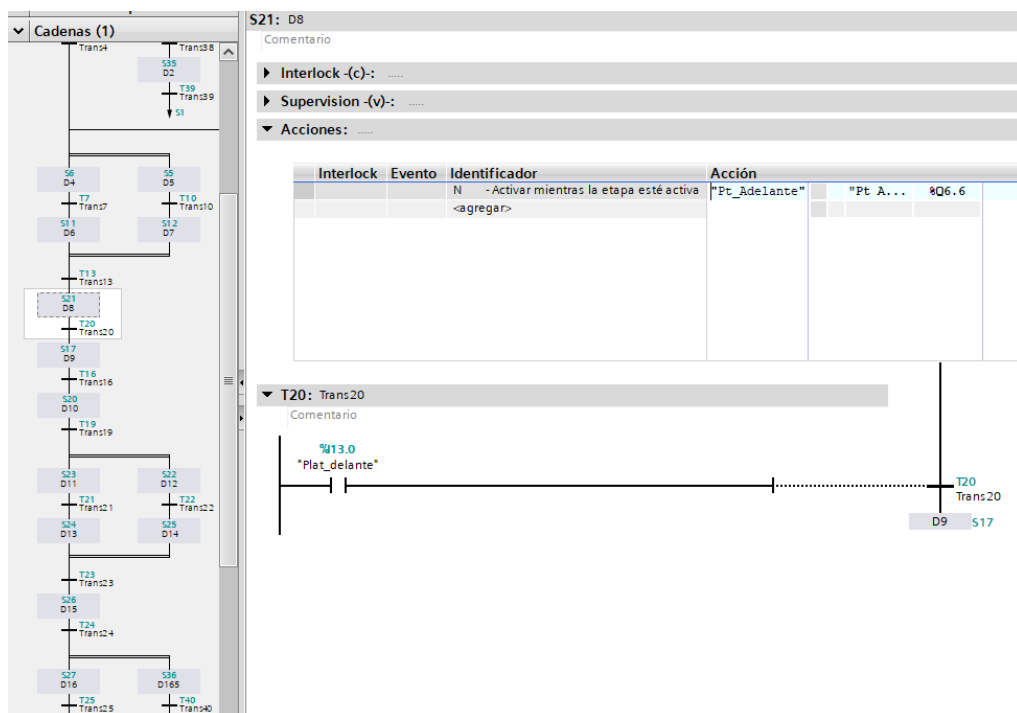 Cadenas (1)
Trans4
Trans38
S35
D2
T39
Trans39
S1
S6
D4
S5
D5
T7
Trans7
T10
Trans10
S11
D6
S12
D7
T13
Trans13
S21
D8
T20
Trans20
S17
D9
T16
Trans16
S20
D10
T19
Trans19
S23
D11
S22
D12
T21
Trans21
T22
Trans22
S24
D13
S25
D14
T23
Trans23
S26
D15
T24
Trans24
S27
D16
S36
D165
T25
Trans25
T40
Trans40
S21: D8
Comentario
Interlock -(c)-: .....
Supervision -(v)-: .....
Acciones: .....
Interlock Evento Identificador Acción
N - Activar mientras la etapa esté activa "Pt_Adelante" "Pt A... %Q6.6
<agregar>
T20: Trans20
Comentario
%I13.0
"Plat_delante"
T20
Trans20
D9 S17